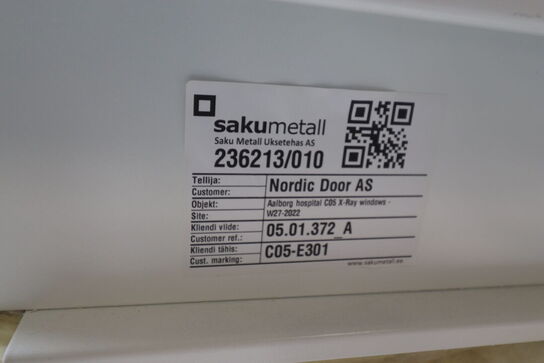 sakumetall
Saku Metall Uksetehas AS
236213/010
Tellija:
Customer:
Nordic Door AS
Objekt:
Site:
Aalborg hospital C05 X-Ray windows -
W27-2022
Kliendi viide:
Customer ref.:
05.01.372_A
Kliendi tähis:
Cust. marking:
C05-E301
www.sakumetall.ee